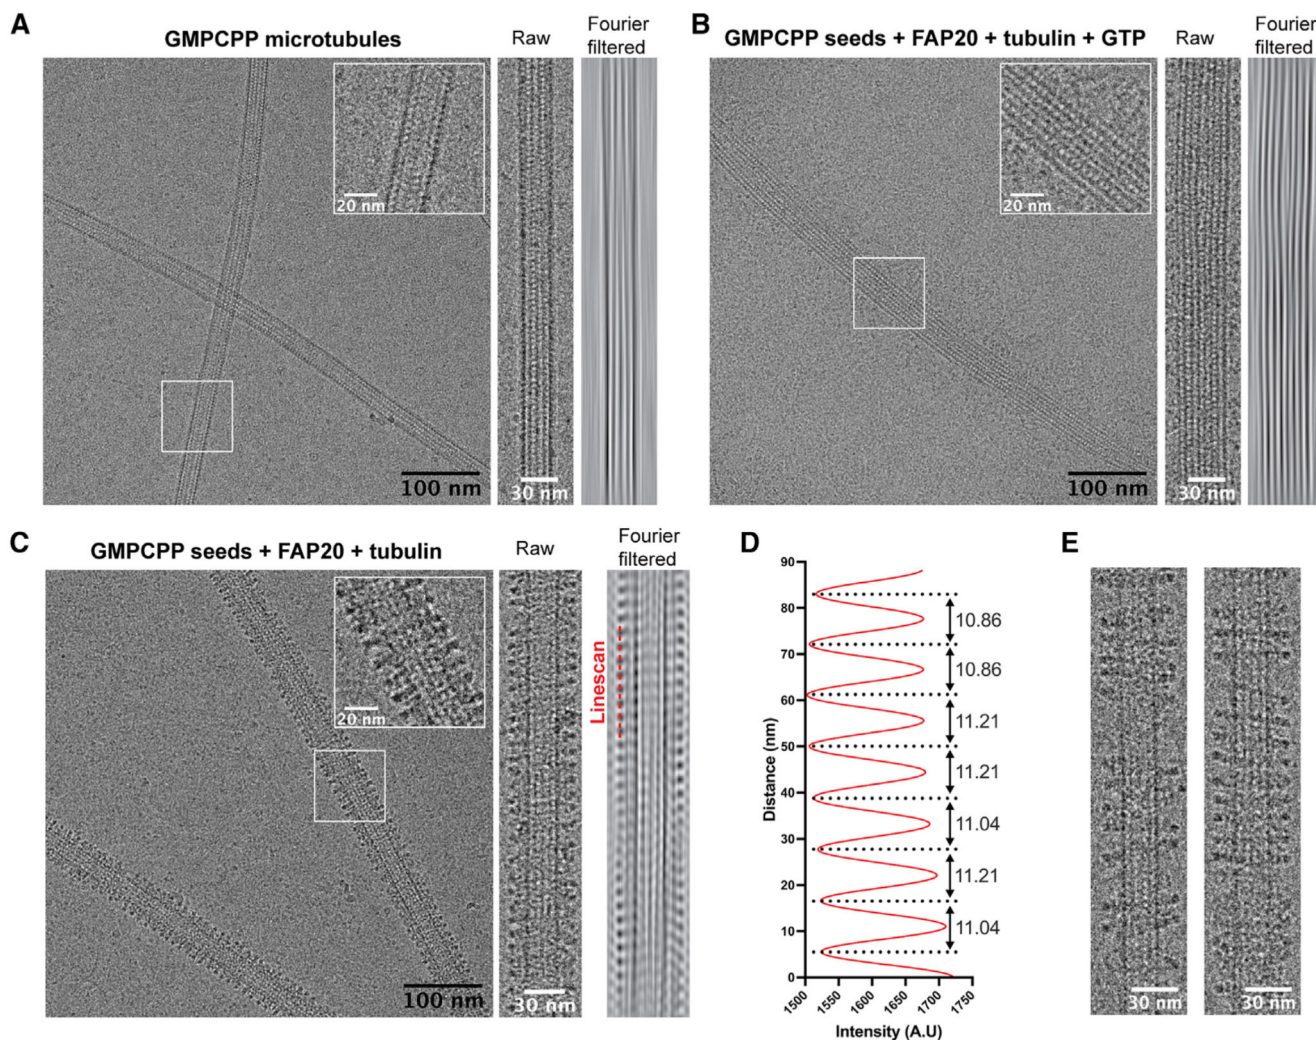 A
GMPCPP microtubules
Raw
Fourier
filtered
20 nm
100 nm
30 nm
B
GMPCPP seeds + FAP20 + tubulin + GTP
Raw
Fourier
filtered
20 nm
100 nm
30 nm
C
GMPCPP seeds + FAP20 + tubulin
Raw
Fourier
filtered
20 nm
Linescan
100 nm
30 nm
D
90
80
70
60
50
40
30
20
10
0
Distance (nm)
10.86
10.86
11.21
11.21
11.04
11.21
11.04
1500
1550
1600
1650
1700
1750
Intensity (A.U)
E
30 nm
30 nm